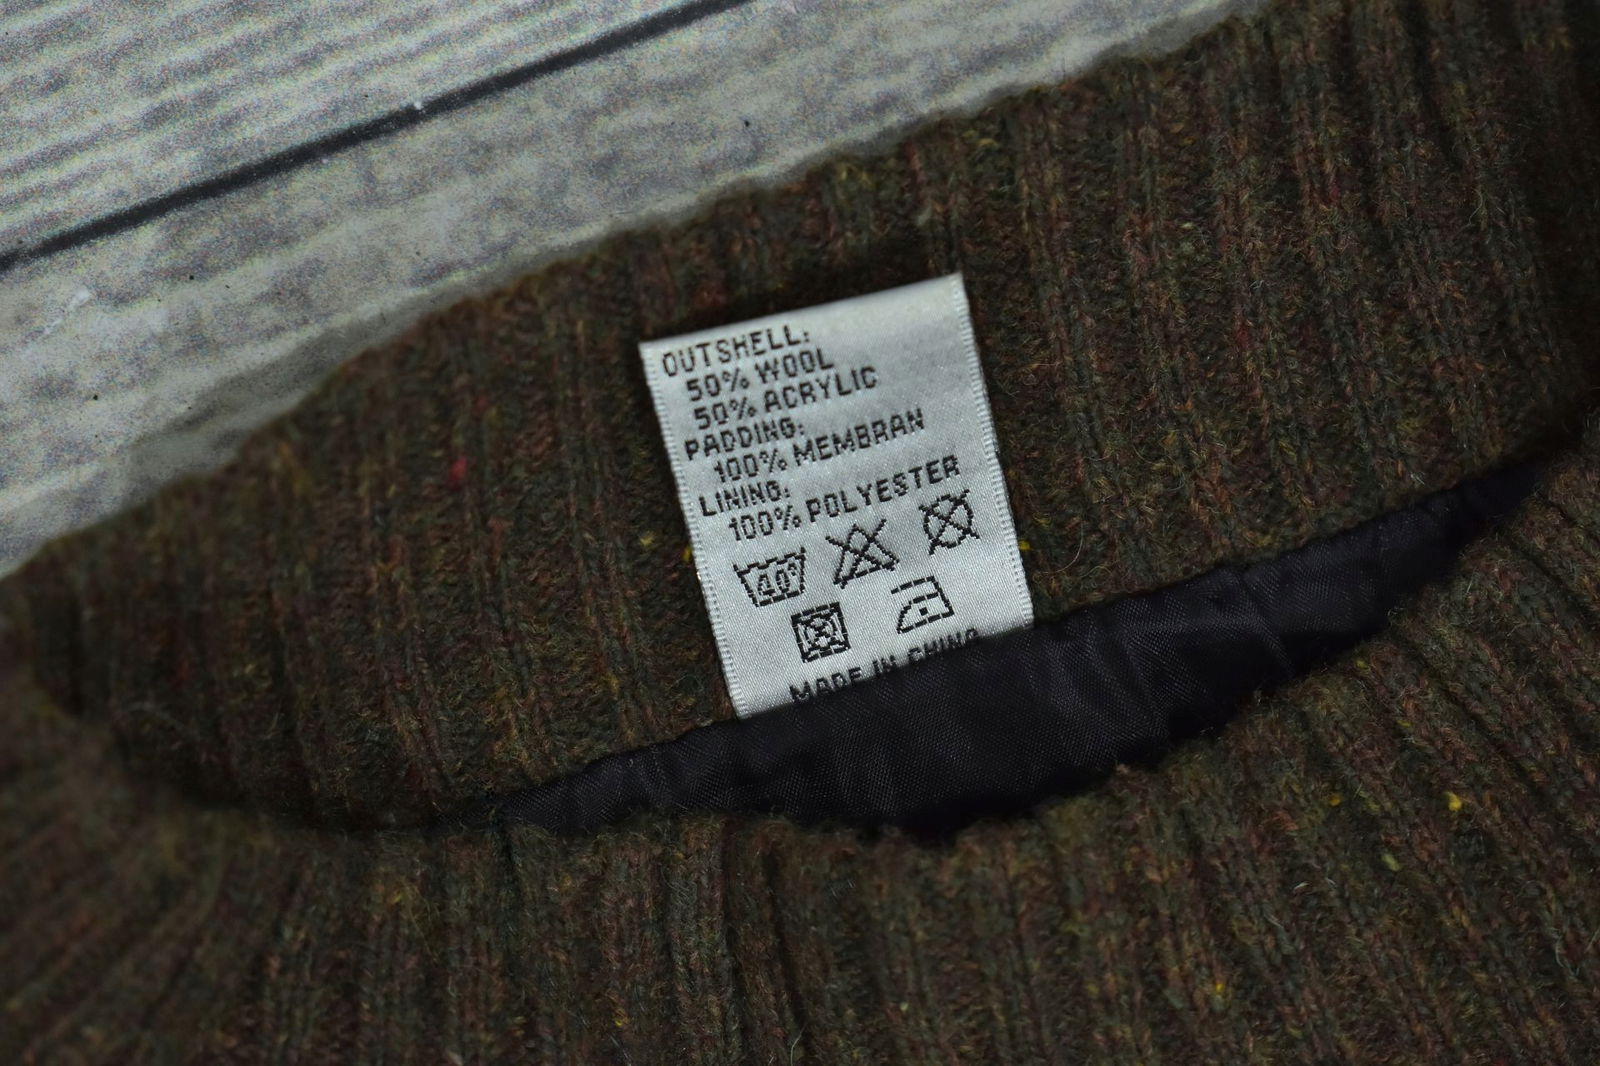 OUTSHELL:
50% WOOL
50% ACRYLIC
PADDING:
100% MEMBRAN
LINING:
100% POLYESTER
40°
MADE IN CHINA